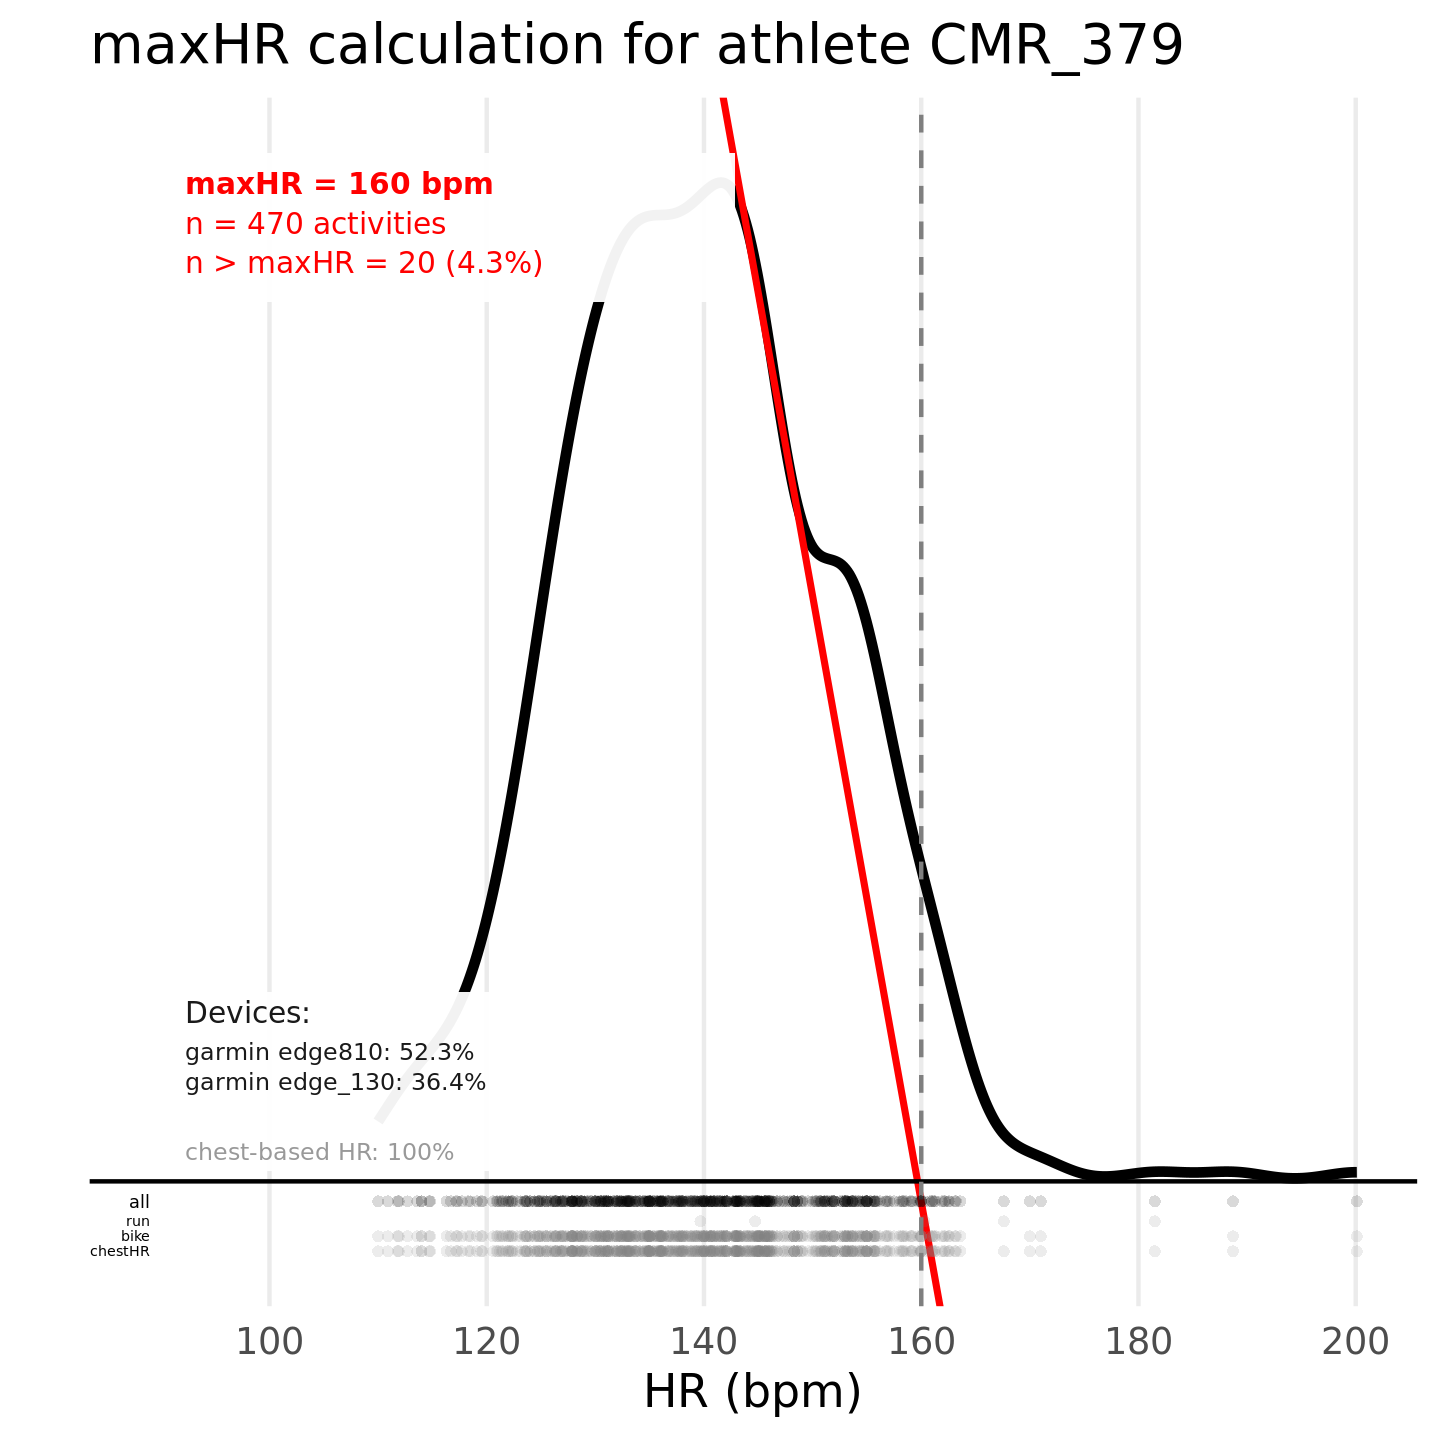 maxHR calculation for athlete CMR_379
maxHR = 160 bpm
n = 470 activities
n > maxHR = 20 (4.3%)
Devices:
garmin edge810: 52.3%
garmin edge_130: 36.4%
chest-based HR: 100%
all
run
bike
chestHR
100 120 140 160 180 200
HR (bpm)